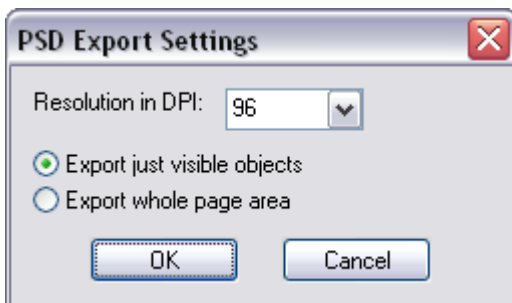 PSD Export Settings
Resolution in DPI: 96
Export just visible objects
Export whole page area
OK Cancel